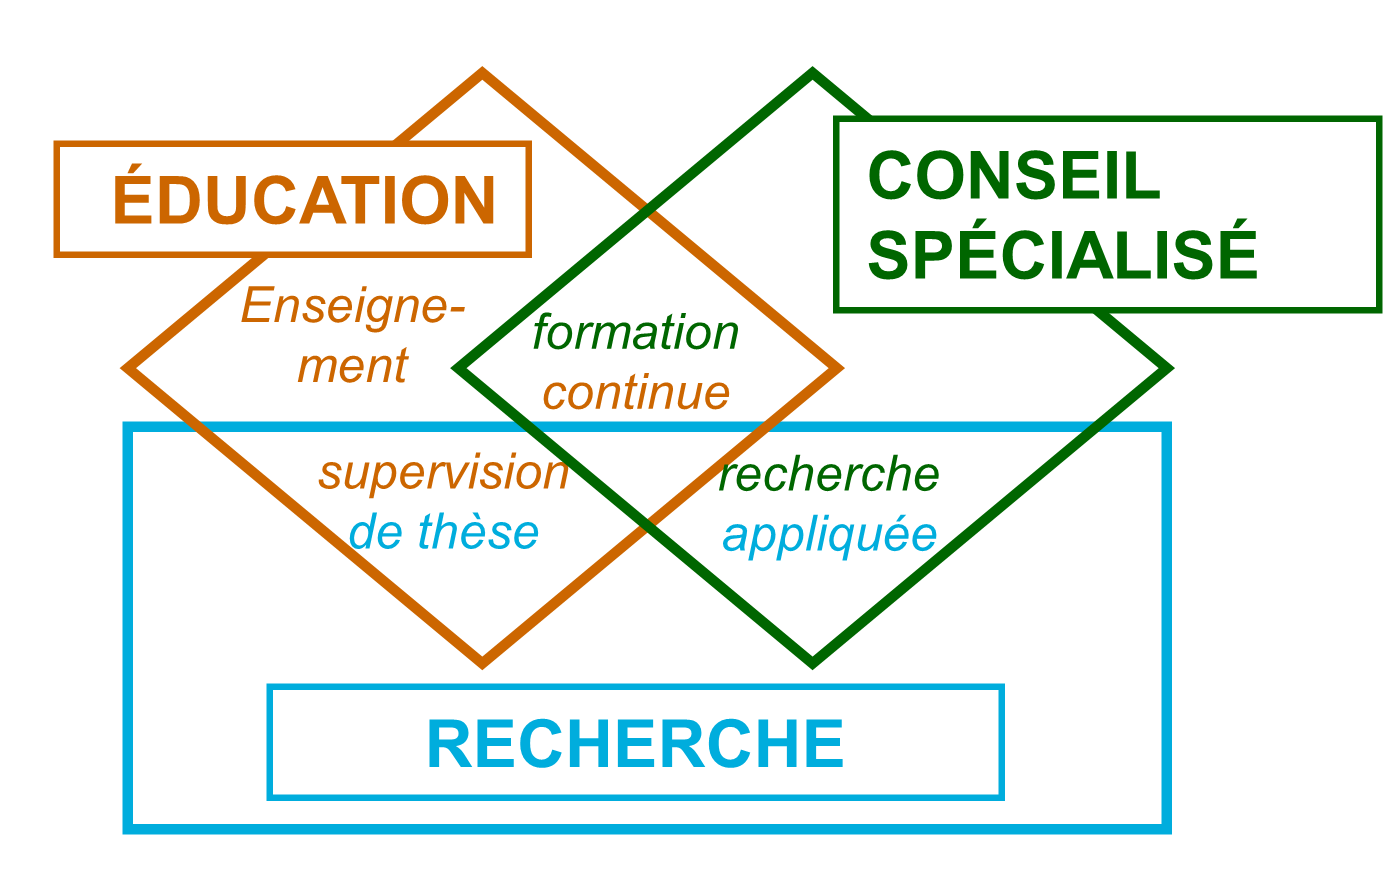 ÉDUCATION
CONSEIL
SPÉCIALISÉ
Enseigne-
ment
formation
continue
supervision
de thèse
recherche
appliquée
RECHERCHE